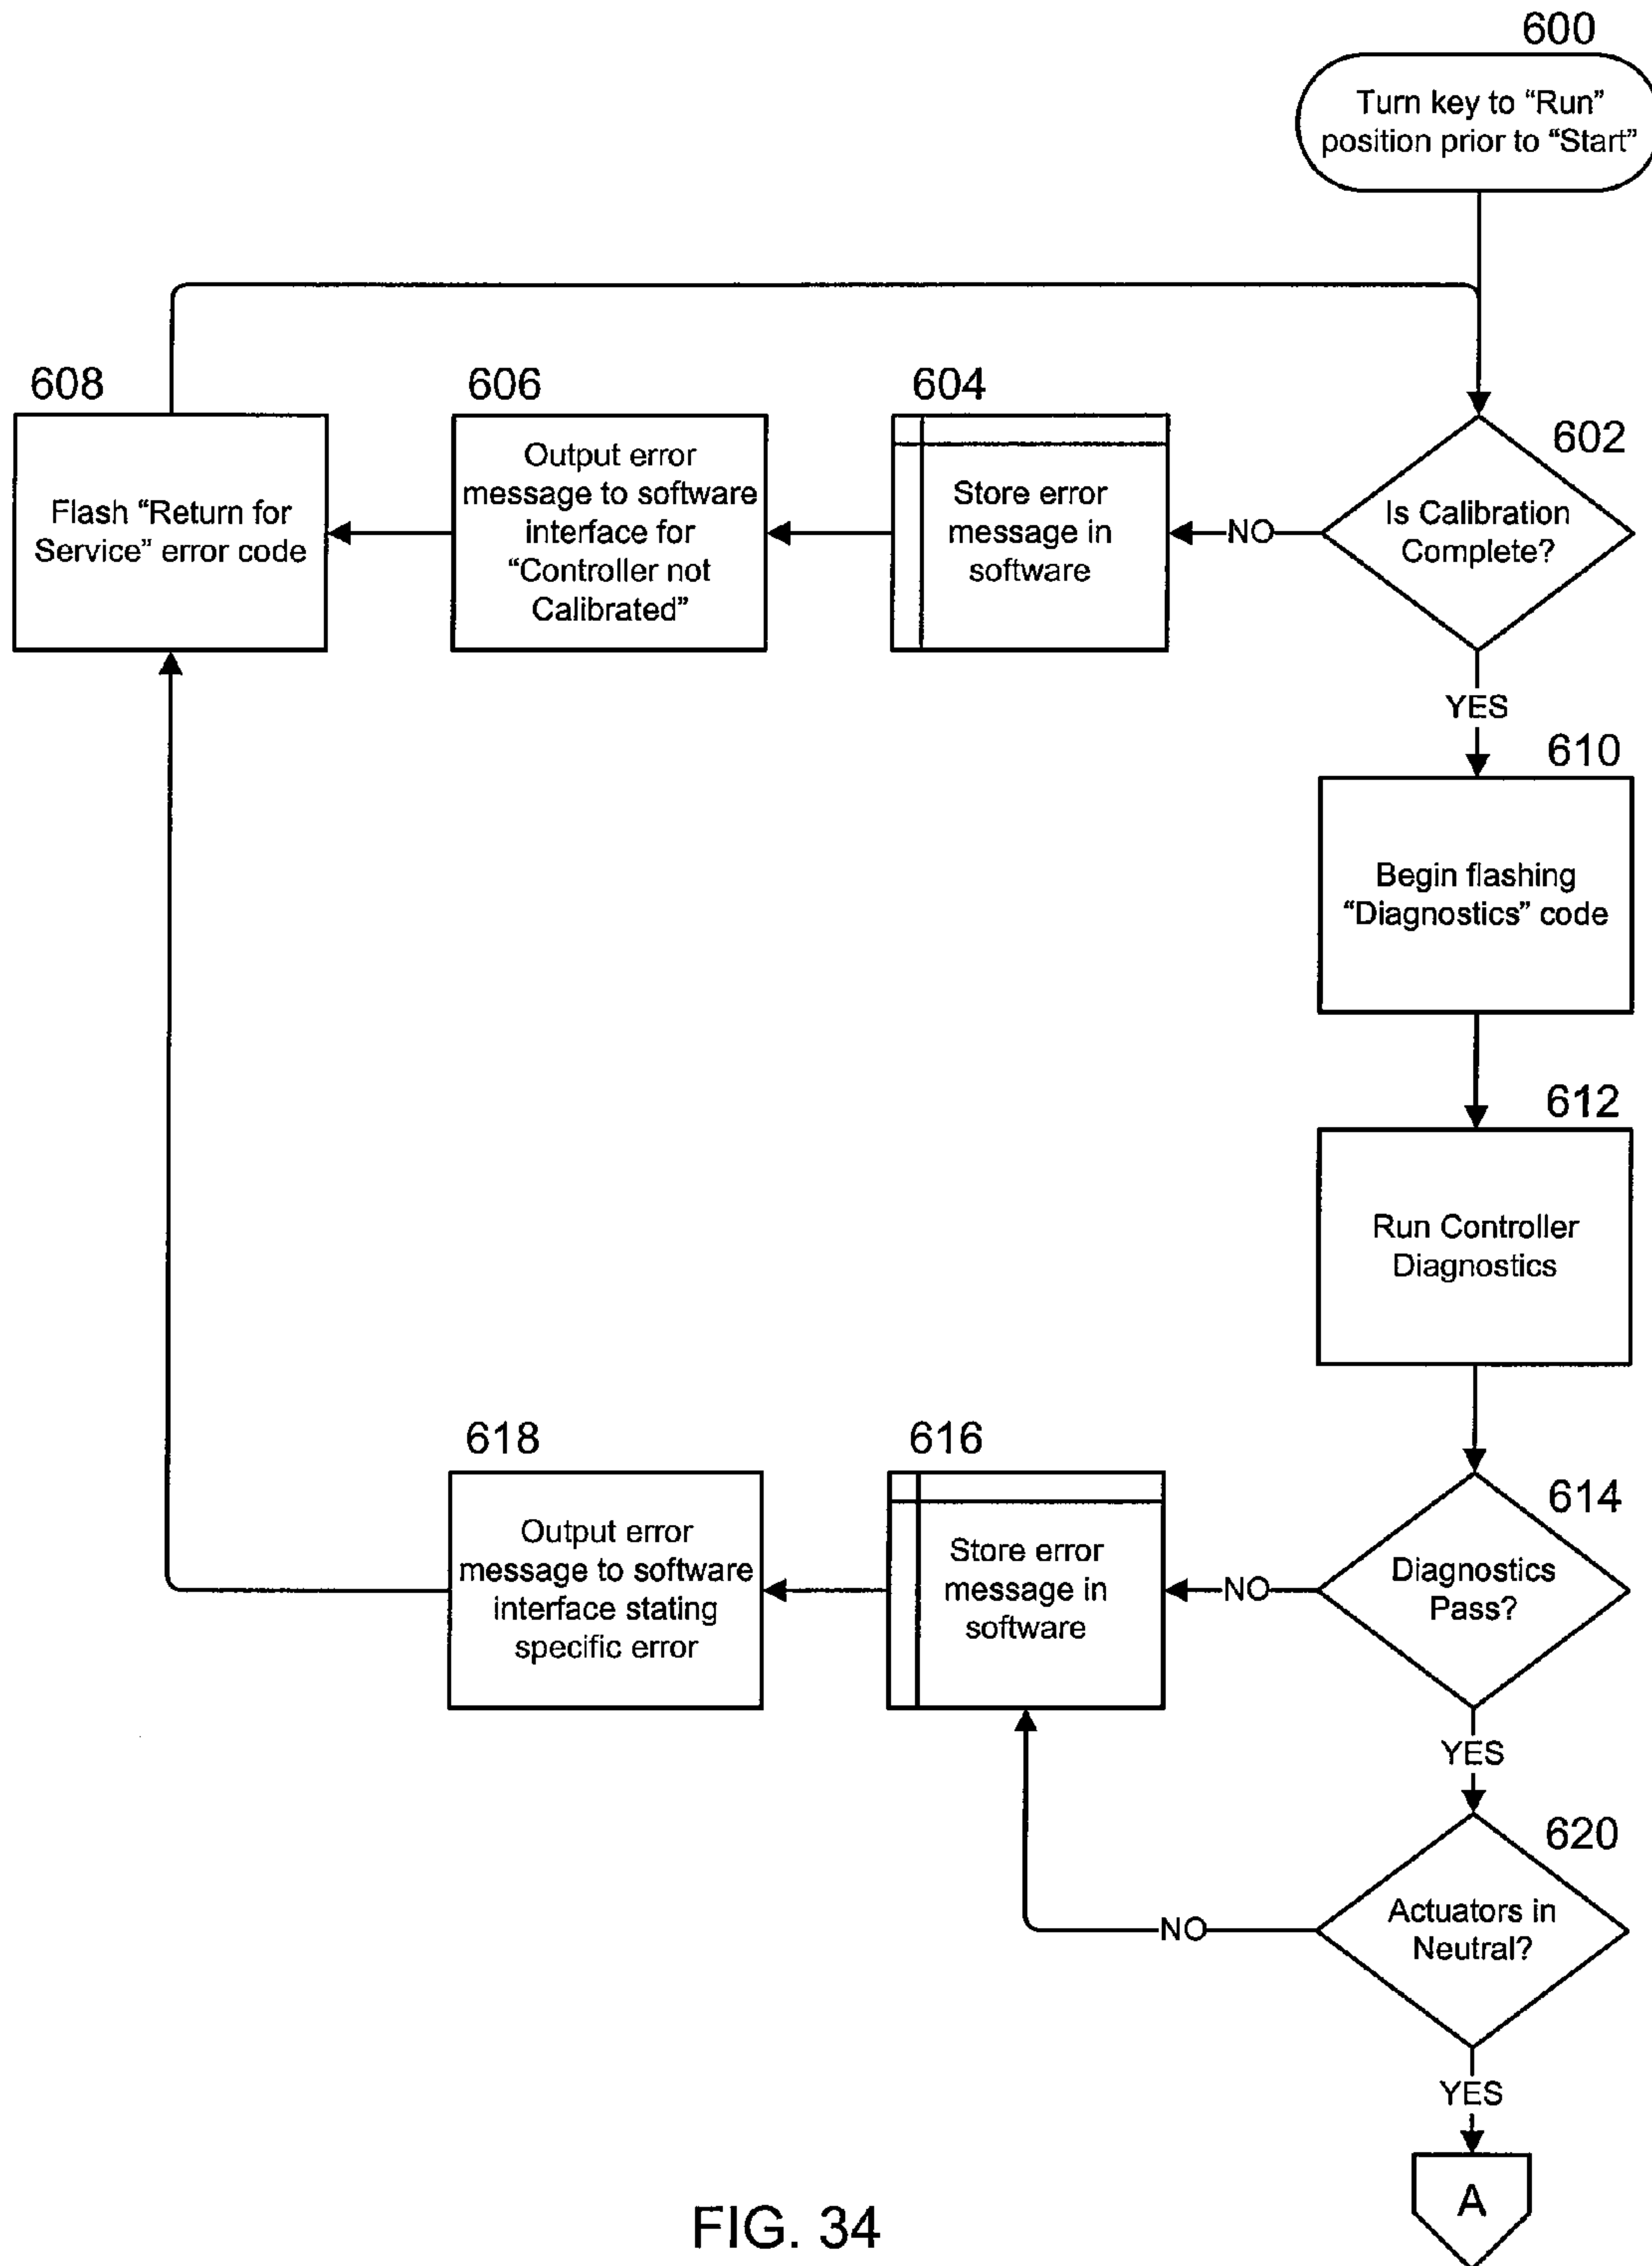 600
Turn key to “Run”
position prior to “Start”
608
606
604
602
Flash “Return for
Service” error code
Output error
message to software
interface for
“Controller not
Calibrated”
Store error
message in
software
NO
Is Calibration
Complete?
YES
610
Begin flashing
“Diagnostics” code
612
Run Controller
Diagnostics
618
616
614
Output error
message to software
interface stating
specific error
Store error
message in
software
NO
Diagnostics
Pass?
YES
620
NO
Actuators in
Neutral?
YES
A
FIG. 34